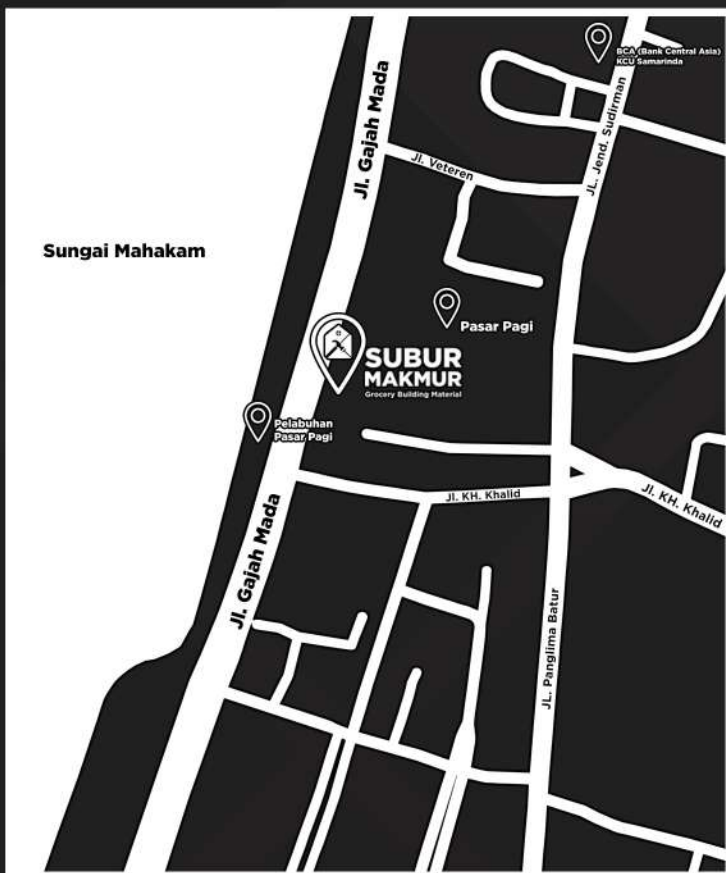 BCA (Bank Central Asia)
KCU Samarinda
Jl. Gajah Mada
JL. Jend. Sudirman
Jl. Veteren
Sungai Mahakam
Pasar Pagi
SUBUR
MAKMUR
Grocery Building Material
Pelabuhan
Pasar Pagi
Jl. KH. Khalid
Jl. KH. Khalid
Jl. Gajah Mada
JL. Panglima Batur